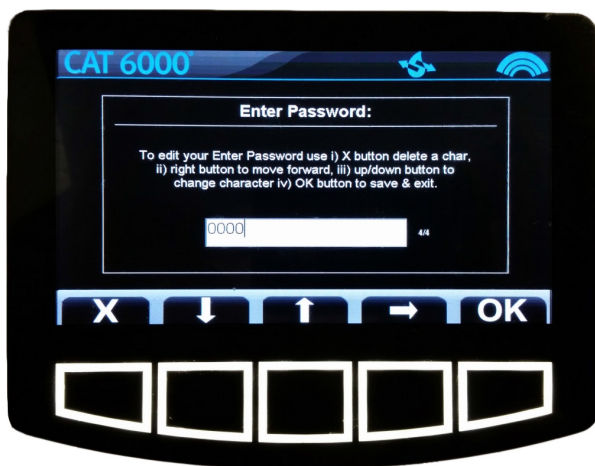 CAT 6000®
Enter Password:
To edit your Enter Password use i) X button delete a char,
ii) right button to move forward, iii) up/down button to
change character iv) OK button to save & exit.
0000
4/4
X
OK